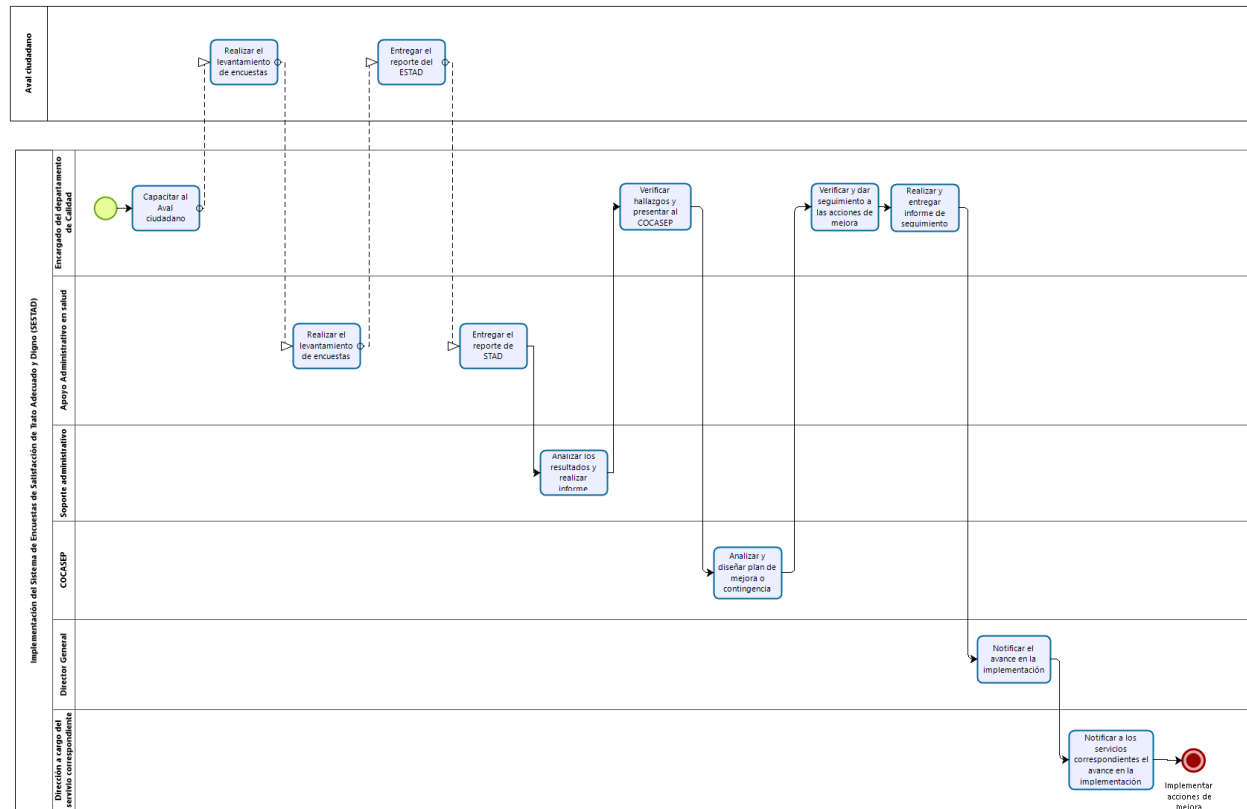 Aval ciudadano
Realizar el
levantamiento
de encuestas
Entregar el
reporte del
ESTAD
Implementación del Sistema de Encuestas de Satisfacción de Trato Adecuado y Digno (SESTAD)
Encargado del departamento
de Calidad
Capacitar al
Aval
ciudadano
Verificar
hallazgos y
presentar al
COCASEP
Verificar y dar
seguimiento a
las acciones de
mejora
Realizar y
entregar
informe de
seguimiento
Apoyo Administrativo en salud
Realizar el
levantamiento
de encuestas
Entregar el
reporte de
STAD
Soporte administrativo
Analizar los
resultados y
realizar
informe
COCASEP
Analizar y
diseñar plan de
mejora o
contingencia
Director General
Notificar el
avance en la
implementación
Dirección a cargo del
servivio correspondiente
Notificar a los
servicios
correspondientes el
avance en la
implementación
Implementar
acciones de
mejora